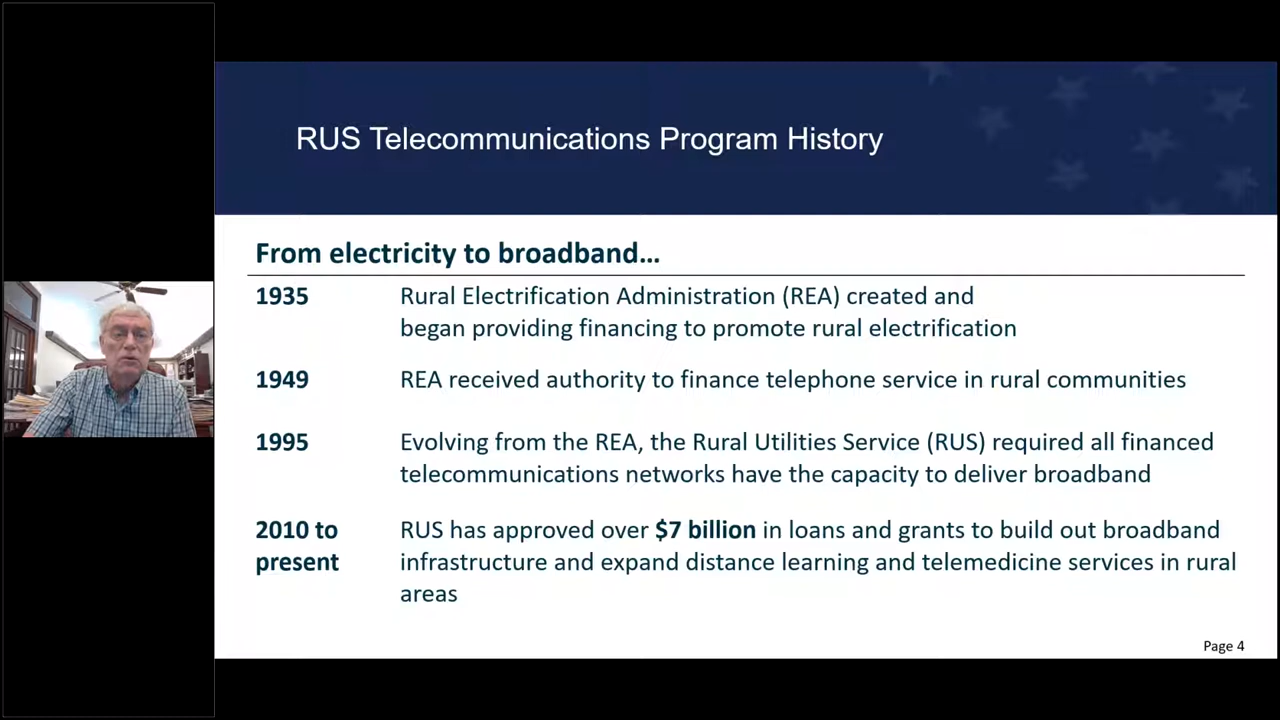 RUS Telecommunications Program History
From electricity to broadband…
1935
Rural Electrification Administration (REA) created and
began providing financing to promote rural electrification
1949
REA received authority to finance telephone service in rural communities
1995
Evolving from the REA, the Rural Utilities Service (RUS) required all financed
telecommunications networks have the capacity to deliver broadband
2010 to
present
RUS has approved over $7 billion in loans and grants to build out broadband
infrastructure and expand distance learning and telemedicine services in rural
areas
Page 4